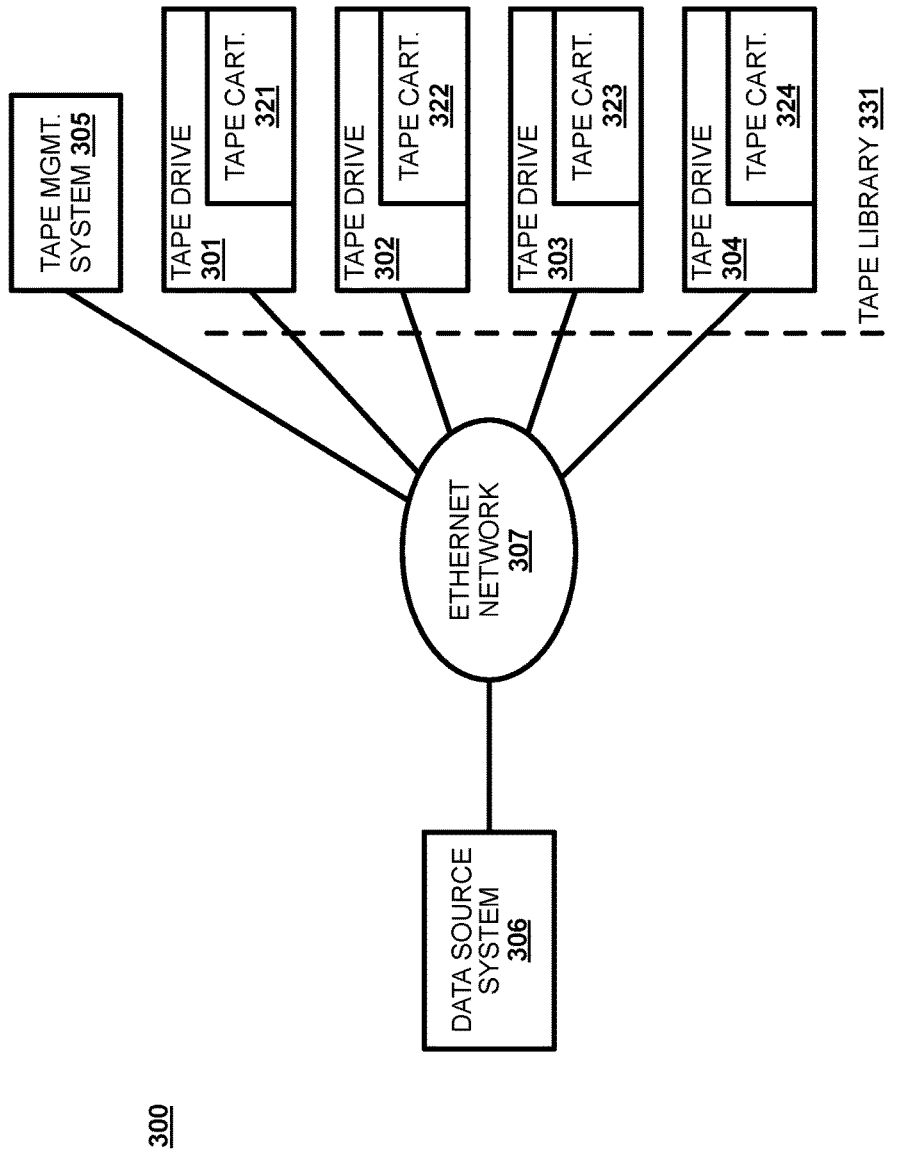 300
DATA SOURCE
SYSTEM
306
ETHERNET
NETWORK
307
TAPE MGMT.
SYSTEM 305
TAPE DRIVE
301
TAPE CART.
321
TAPE DRIVE
302
TAPE CART.
322
TAPE DRIVE
303
TAPE CART.
323
TAPE DRIVE
304
TAPE CART.
324
TAPE LIBRARY 331